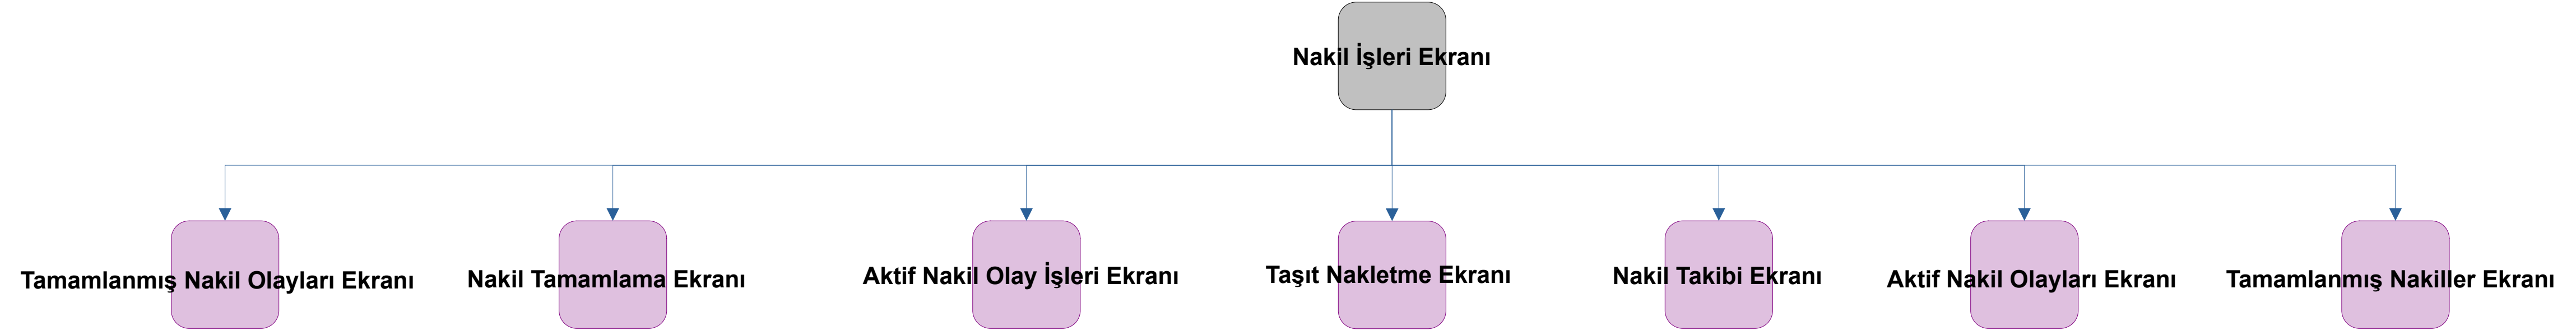 Nakil İşleri Ekranı
Tamamlanmış Nakil Olayları Ekranı
Nakil Tamamlama Ekranı
Aktif Nakil Olay İşleri Ekranı
Taşıt Nakletme Ekranı
Nakil Takibi Ekranı
Aktif Nakil Olayları Ekranı
Tamamlanmış Nakiller Ekranı